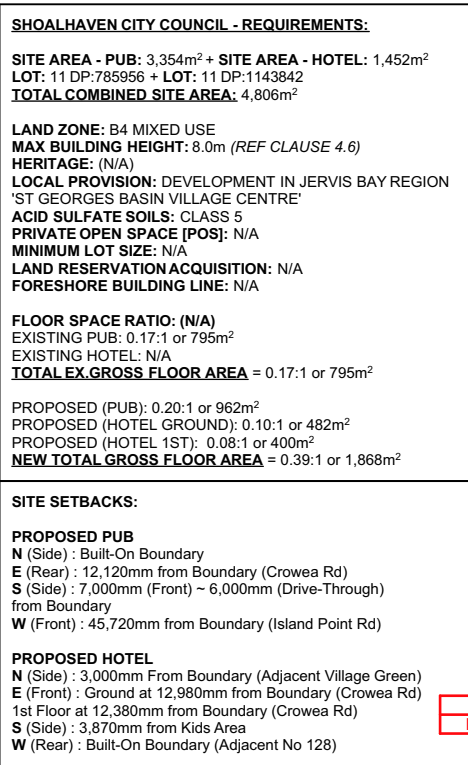 SHOALHAVEN CITY COUNCIL - REQUIREMENTS:
SITE AREA - PUB: 3,354m² + SITE AREA - HOTEL: 1,452m²
LOT: 11 DP:785956 + LOT: 11 DP:1143842
TOTAL COMBINED SITE AREA: 4,806m²
LAND ZONE: B4 MIXED USE
MAX BUILDING HEIGHT: 8.0m (REF CLAUSE 4.6)
HERITAGE: (N/A)
LOCAL PROVISION: DEVELOPMENT IN JERVIS BAY REGION
'ST GEORGES BASIN VILLAGE CENTRE'
ACID SULFATE SOILS: CLASS 5
PRIVATE OPEN SPACE [POS]: N/A
MINIMUM LOT SIZE: N/A
LAND RESERVATION ACQUISITION: N/A
FORESHORE BUILDING LINE: N/A
FLOOR SPACE RATIO: (N/A)
EXISTING PUB: 0.17:1 or 795m²
EXISTING HOTEL: N/A
TOTAL EX.GROSS FLOOR AREA = 0.17:1 or 795m²
PROPOSED (PUB): 0.20:1 or 962m²
PROPOSED (HOTEL GROUND): 0.10:1 or 482m²
PROPOSED (HOTEL 1ST): 0.08:1 or 400m²
NEW TOTAL GROSS FLOOR AREA = 0.39:1 or 1,868m²
SITE SETBACKS:
PROPOSED PUB
N (Side) : Built-On Boundary
E (Rear) : 12,120mm from Boundary (Crowea Rd)
S (Side) : 7,000mm (Front) ~ 6,000mm (Drive-Through)
from Boundary
W (Front) : 45,720mm from Boundary (Island Point Rd)
PROPOSED HOTEL
N (Side) : 3,000mm From Boundary (Adjacent Village Green)
E (Front) : Ground at 12,980mm from Boundary (Crowea Rd)
1st Floor at 12,380mm from Boundary (Crowea Rd)
S (Side) : 3,870mm from Kids Area
W (Rear) : Built-On Boundary (Adjacent No 128)